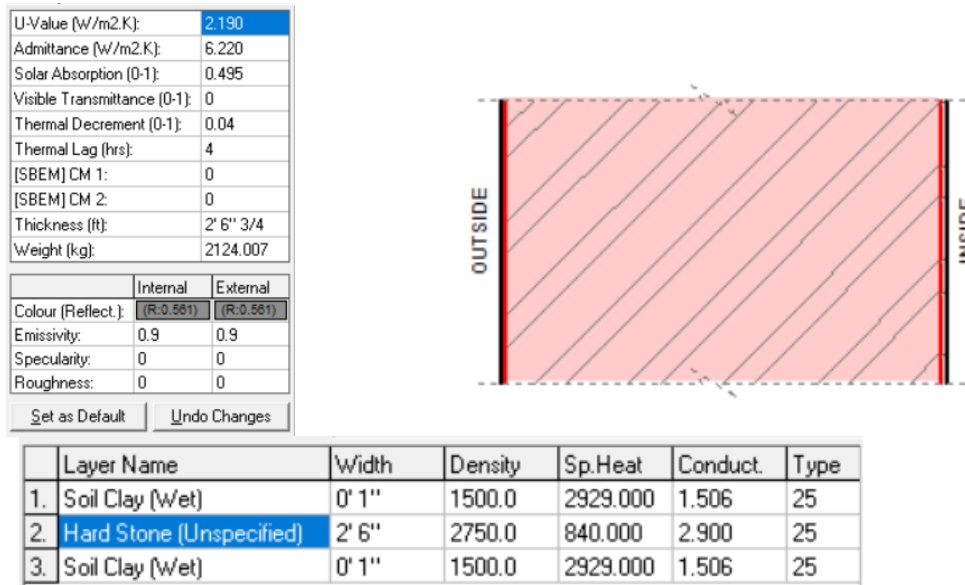 U-Value (W/m2.K): 2.190
Admittance (W/m2.K): 6.220
Solar Absorption (0-1): 0.495
Visible Transmittance (0-1): 0
Thermal Decrement (0-1): 0.04
Thermal Lag (hrs): 4
[SBEM] CM 1: 0
[SBEM] CM 2: 0
Thickness (ft): 2' 6" 3/4
Weight (kg): 2124.007
Internal External
Colour (Reflect.): (R:0.561) (R:0.561)
Emissivity: 0.9 0.9
Specularity: 0 0
Roughness: 0 0
Set as Default Undo Changes
OUTSIDE
INSIDE
Layer Name Width Density Sp.Heat Conduct. Type
1. Soil Clay (Wet) 0' 1" 1500.0 2929.000 1.506 25
2. Hard Stone (Unspecified) 2' 6" 2750.0 840.000 2.900 25
3. Soil Clay (Wet) 0' 1" 1500.0 2929.000 1.506 25